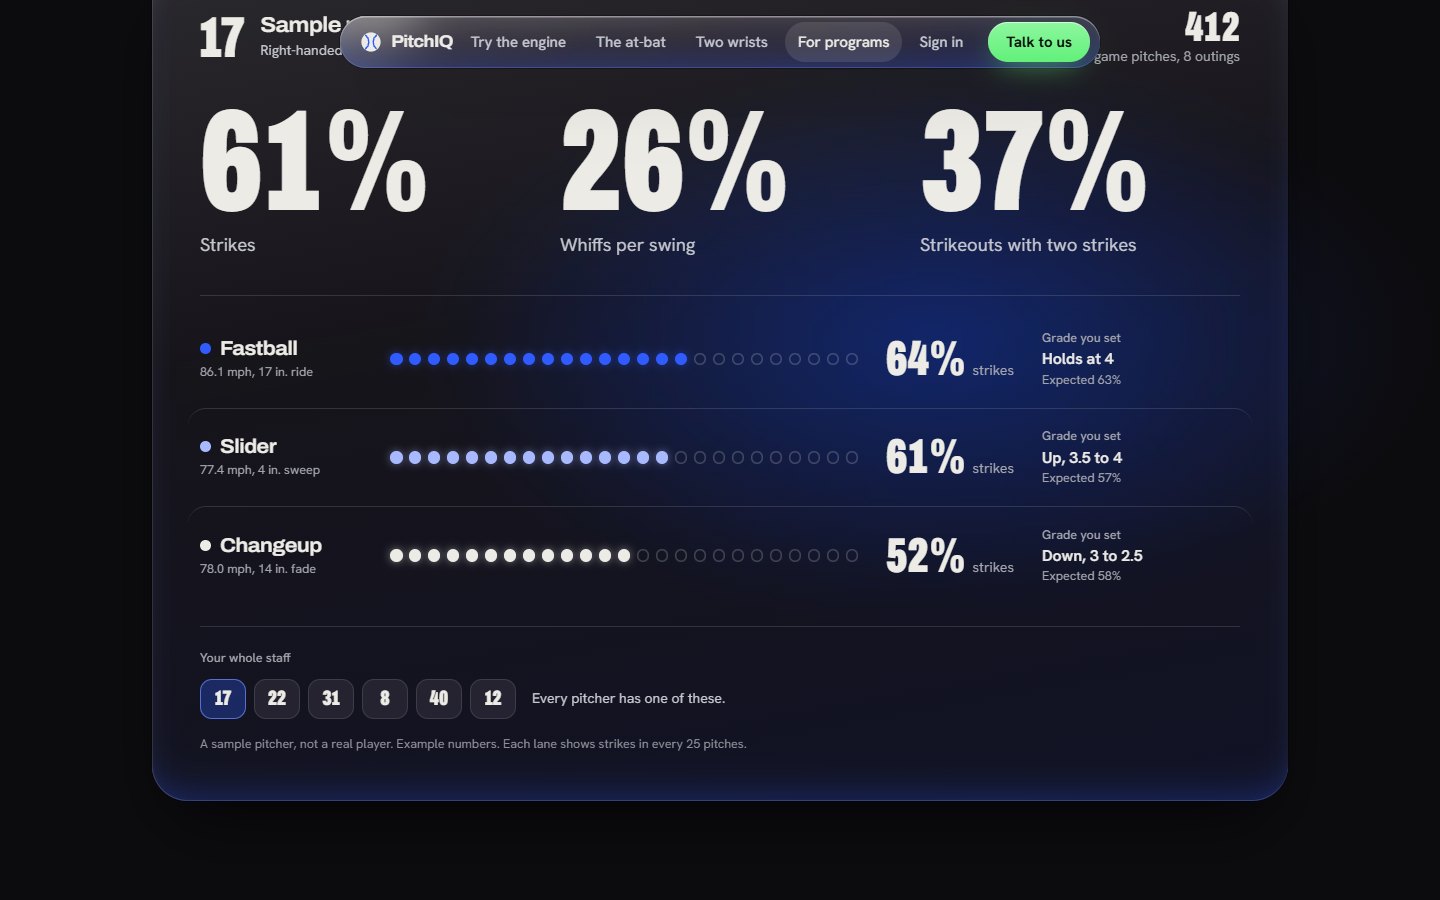 17 Sample
Right-handed
PitchIQ Try the engine The at-bat Two wrists For programs Sign in Talk to us
412
game pitches, 8 outings
61% 26% 37%
Strikes Whiffs per swing Strikeouts with two strikes
Fastball
86.1 mph, 17 in. ride
64% strikes
Grade you set
Holds at 4
Expected 63%
Slider
77.4 mph, 4 in. sweep
61% strikes
Grade you set
Up, 3.5 to 4
Expected 57%
Changeup
78.0 mph, 14 in. fade
52% strikes
Grade you set
Down, 3 to 2.5
Expected 58%
Your whole staff
17 22 31 8 40 12 Every pitcher has one of these.
A sample pitcher, not a real player. Example numbers. Each lane shows strikes in every 25 pitches.